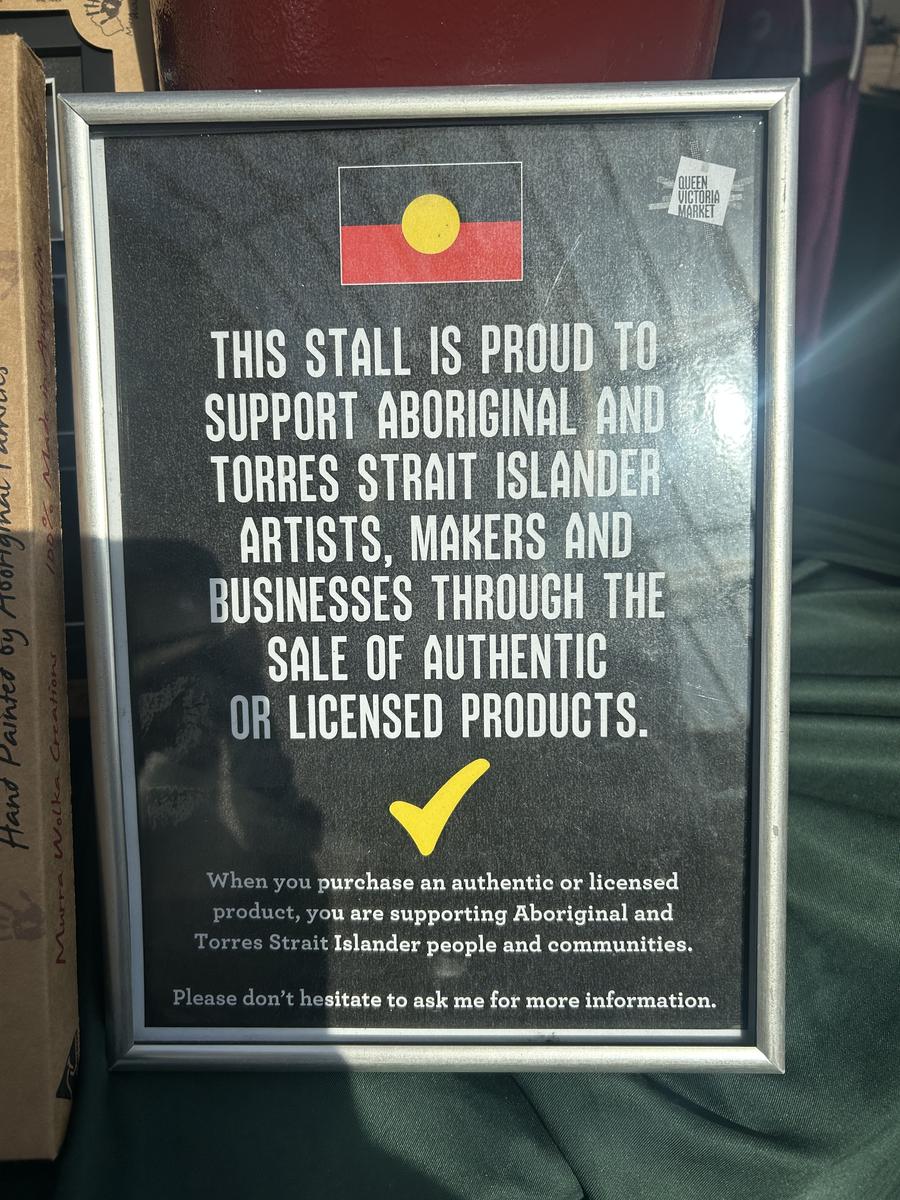 QUEEN
VICTORIA
MARKET
THIS STALL IS PROUD TO
SUPPORT ABORIGINAL AND
TORRES STRAIT ISLANDER
ARTISTS, MAKERS AND
BUSINESSES THROUGH THE
SALE OF AUTHENTIC
OR LICENSED PRODUCTS.
When you purchase an authentic or licensed
product, you are supporting Aboriginal and
Torres Strait Islander people and communities.
Please don't hesitate to ask me for more information.
Hand Painted by Aboriginal Families
Murra Wolka Creations 100% Made in Australia